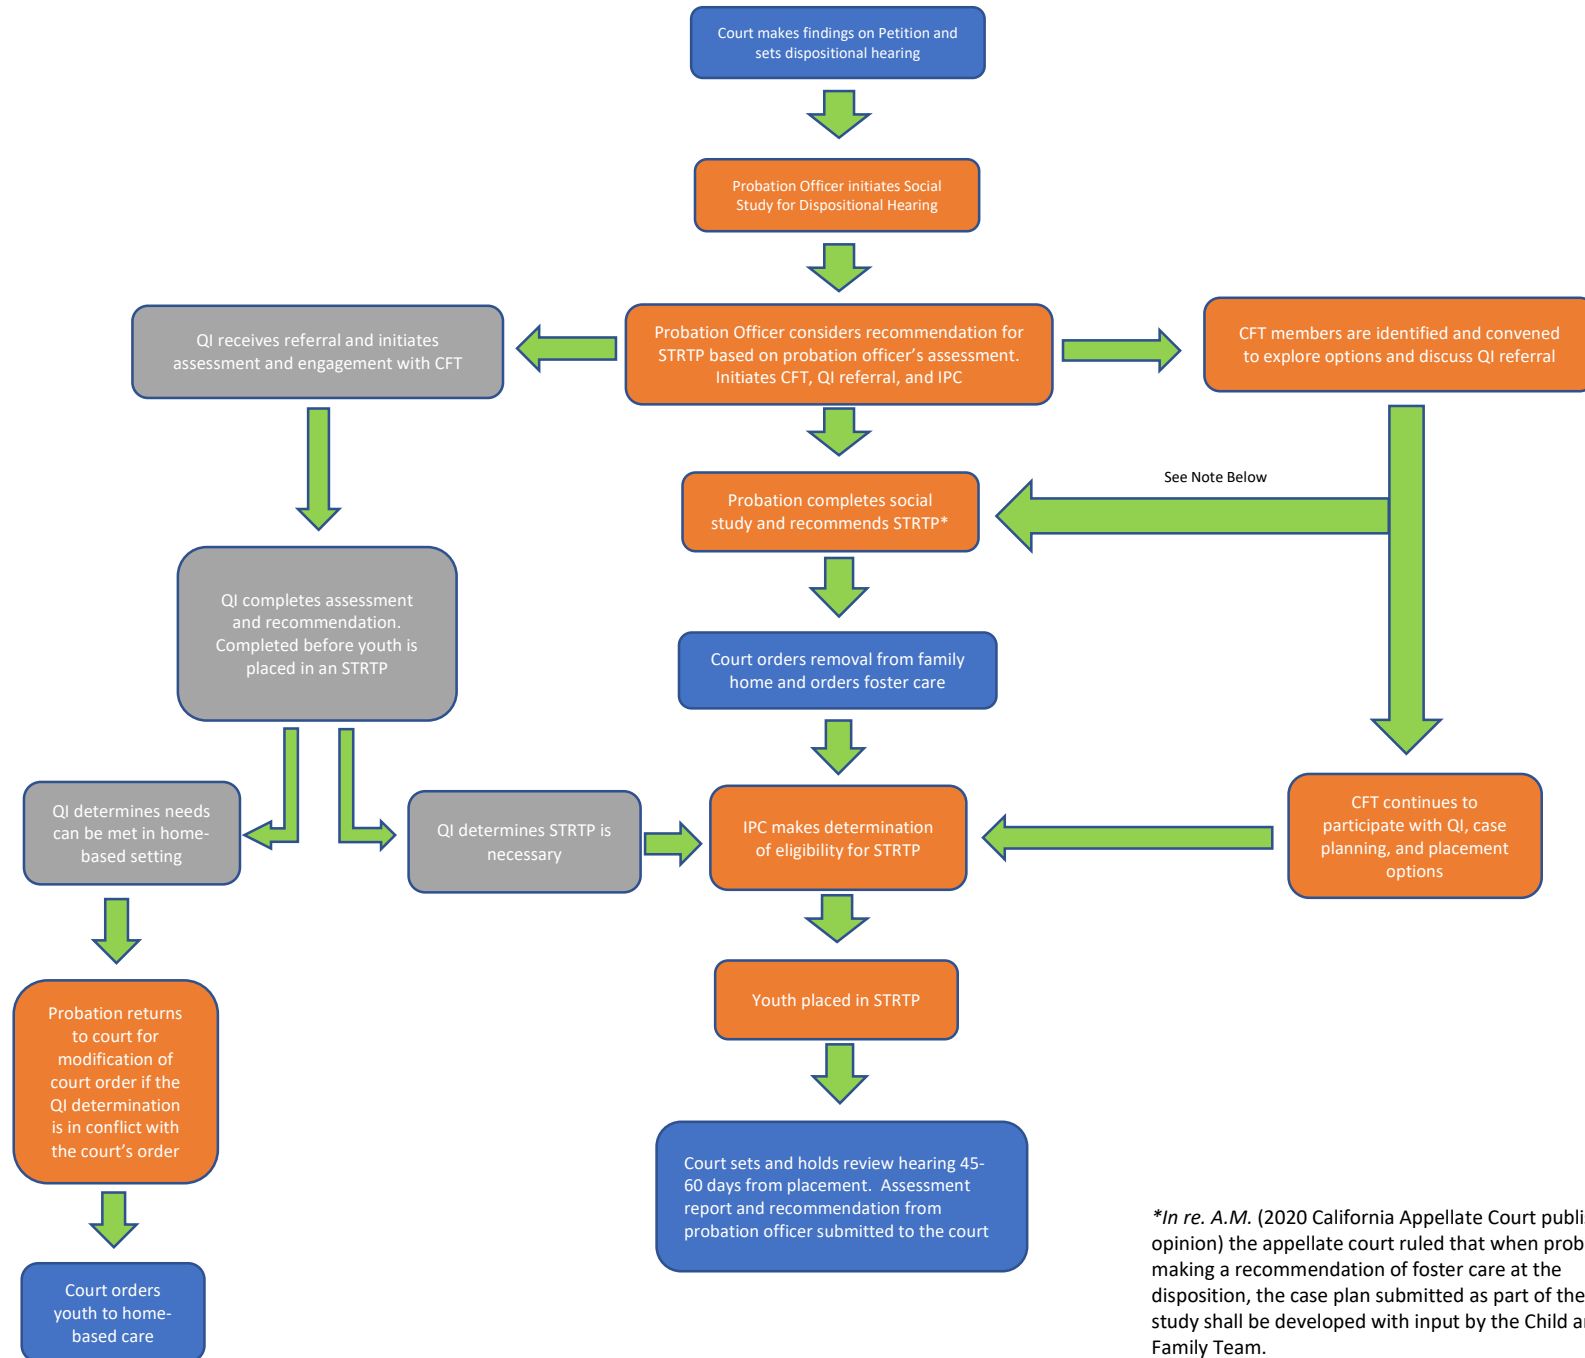 Court makes findings on Petition and
sets dispositional hearing
Probation Officer initiates Social
Study for Dispositional Hearing
QI receives referral and initiates
assessment and engagement with CFT
Probation Officer considers recommendation for
STRTP based on probation officer’s assessment.
Initiates CFT, QI referral, and IPC
CFT members are identified and convened
to explore options and discuss QI referral
See Note Below
Probation completes social
study and recommends STRTP*
QI completes assessment
and recommendation.
Completed before youth is
placed in an STRTP
Court orders removal from family
home and orders foster care
QI determines needs
can be met in home-
based setting
QI determines STRTP is
necessary
IPC makes determination
of eligibility for STRTP
CFT continues to
participate with QI, case
planning, and placement
options
Probation returns
to court for
modification of
court order if the
QI determination
is in conflict with
the court’s order
Youth placed in STRTP
Court sets and holds review hearing 45-
60 days from placement.  Assessment
report and recommendation from
probation officer submitted to the court
Court orders
youth to home-
based care
*In re. A.M. (2020 California Appellate Court
opinion) the appellate court ruled that when
making a recommendation of foster care at the
disposition, the case plan submitted as part of the
study shall be developed with input by the Child
Family Team.